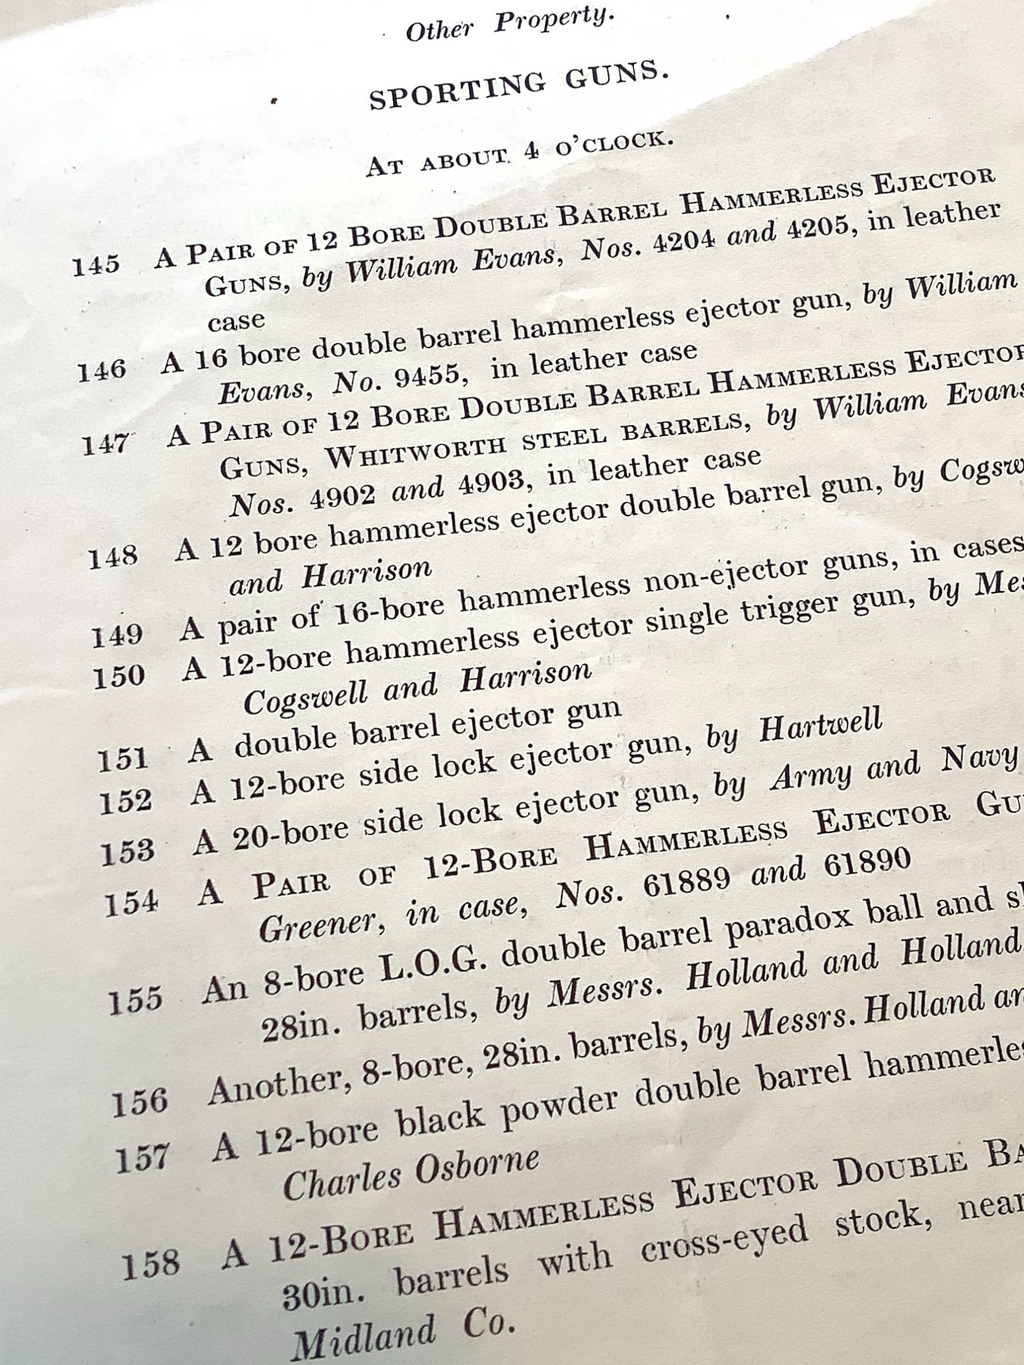 Other Property.
SPORTING GUNS.
AT ABOUT 4 O'CLOCK.
145 A PAIR OF 12 BORE DOUBLE BARREL HAMMERLESS EJECTOR
GUNS, by William Evans, Nos. 4204 and 4205, in leather
case
146 A 16 bore double barrel hammerless ejector gun, by William
Evans, No. 9455, in leather case
147 A PAIR OF 12 BORE DOUBLE BARREL HAMMERLESS EJECTOR
GUNS, WHITWORTH STEEL BARRELS, by William Evans
Nos. 4902 and 4903, in leather case
148 A 12 bore hammerless ejector double barrel gun, by
and Harrison
149 A pair of 16-bore hammerless non-ejector guns, in cases
150 A 12-bore hammerless ejector single trigger gun, by
Cogswell and Harrison
151 A double barrel ejector gun
152 A 12-bore side lock ejector gun, by Hartwell
153 A 20-bore side lock ejector gun, by Army and Navy
154 A PAIR OF 12-BORE HAMMERLESS EJECTOR
Greener, in case, Nos. 61889 and 61890
155 An 8-bore L.O.G. double barrel paradox ball and
28in. barrels, by Messrs. Holland and Holland
156 Another, 8-bore, 28in. barrels, by Messrs. Holland
157 A 12-bore black powder double barrel
Charles Osborne
158 A 12-BORE HAMMERLESS EJECTOR DOUBLE
30in. barrels with cross-eyed stock,
Midland Co.